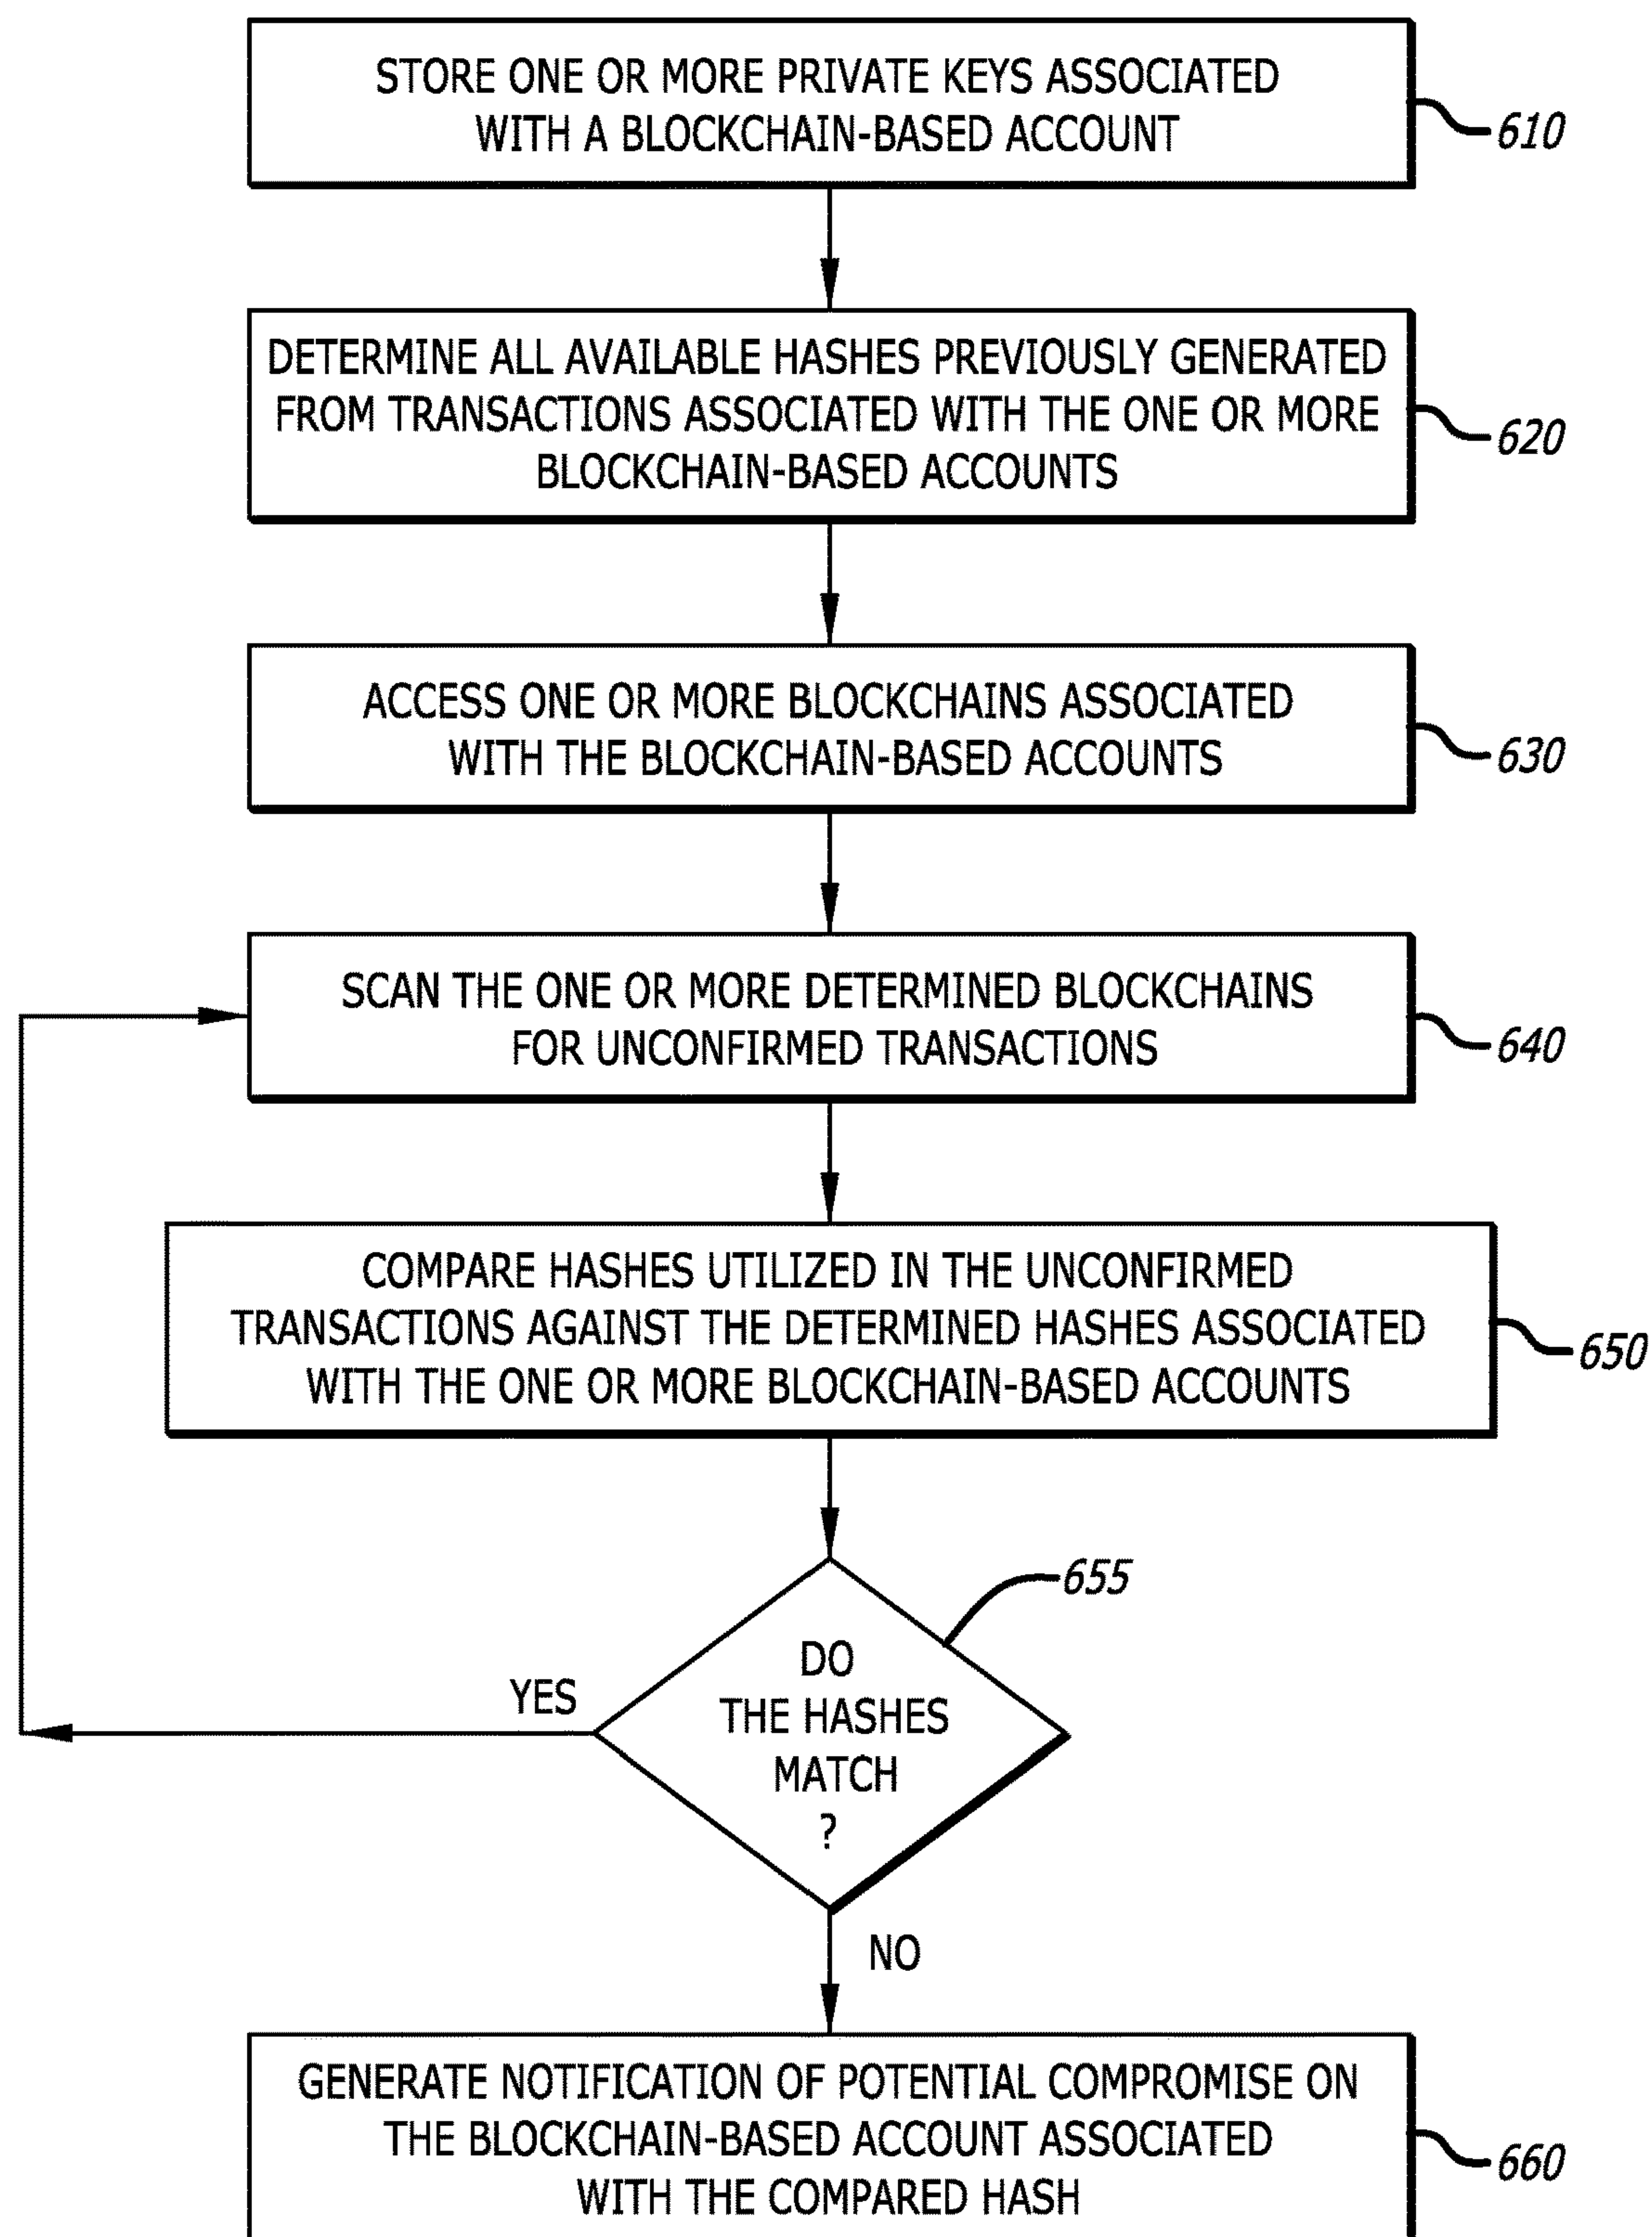 STORE ONE OR MORE PRIVATE KEYS ASSOCIATED
WITH A BLOCKCHAIN-BASED ACCOUNT
610
DETERMINE ALL AVAILABLE HASHES PREVIOUSLY GENERATED
FROM TRANSACTIONS ASSOCIATED WITH THE ONE OR MORE
BLOCKCHAIN-BASED ACCOUNTS
620
ACCESS ONE OR MORE BLOCKCHAINS ASSOCIATED
WITH THE BLOCKCHAIN-BASED ACCOUNTS
630
SCAN THE ONE OR MORE DETERMINED BLOCKCHAINS
FOR UNCONFIRMED TRANSACTIONS
640
COMPARE HASHES UTILIZED IN THE UNCONFIRMED
TRANSACTIONS AGAINST THE DETERMINED HASHES ASSOCIATED
WITH THE ONE OR MORE BLOCKCHAIN-BASED ACCOUNTS
650
655
DO
THE HASHES
MATCH
?
YES
NO
GENERATE NOTIFICATION OF POTENTIAL COMPROMISE ON
THE BLOCKCHAIN-BASED ACCOUNT ASSOCIATED
WITH THE COMPARED HASH
660